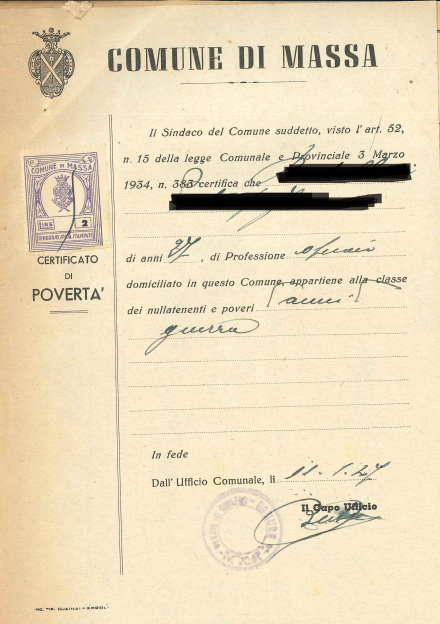 COMUNE DI MASSA
Il Sindaco del Comune suddetto, visto l'art. 52,
n. 15 della legge Comunale e Provinciale 3 Marzo
1934, n. 383 certifica che
COMUNE DI MASSA
LIRE 2
CERTIFICATO
DI
POVERTA'
di anni 27, di Professione operaio
domiciliato in questo Comune, appartiene alla classe
dei nullatenenti e poveri
guerra
In fede
Dall' Ufficio Comunale, li 11-1-47
Il Capo Ufficio